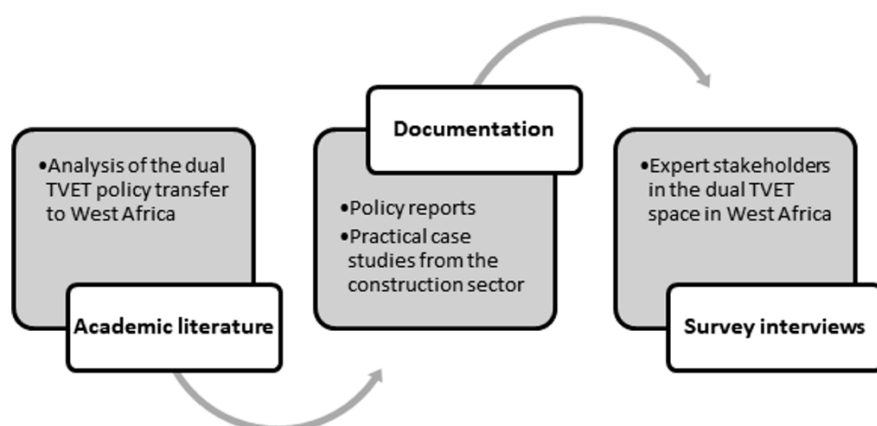 •Analysis of the dual
TVET policy transfer
to West Africa
Academic literature
Documentation
•Policy reports
•Practical case
studies from the
construction sector
•Expert stakeholders
in the dual TVET
space in West Africa
Survey interviews